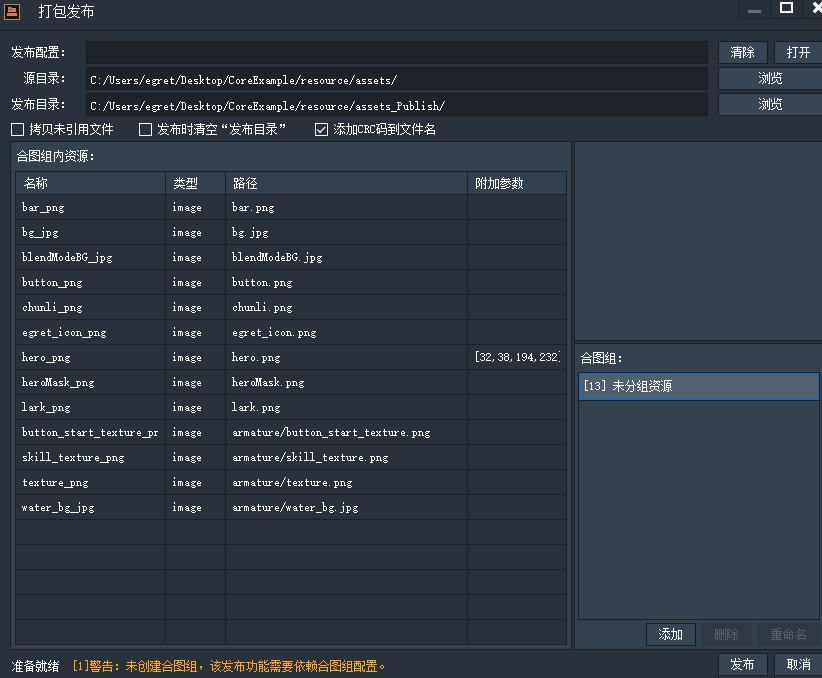 打包发布
发布配置： 清除 打开
源目录： C:/Users/egret/Desktop/CoreExample/resource/assets/ 浏览
发布目录： C:/Users/egret/Desktop/CoreExample/resource/assets_Publish/ 浏览
拷贝未引用文件 发布时清空“发布目录” 添加CRC码到文件名
合图组内资源：
名称 类型 路径 附加参数
bar_png image bar.png
bg_jpg image bg.jpg
blendModeBG_jpg image blendModeBG.jpg
button_png image button.png
chunli_png image chunli.png
egret_icon_png image egret_icon.png
hero_png image hero.png [32,38,194,232]
heroMask_png image heroMask.png
lark_png image lark.png
button_start_texture_pr image armature/button_start_texture.png
skill_texture_png image armature/skill_texture.png
texture_png image armature/texture.png
water_bg_jpg image armature/water_bg.jpg
合图组：
[13] 未分组资源
添加 删除 重命名
准备就绪 [1]警告：未创建合图组，该发布功能需要依赖合图组配置。 发布 取消